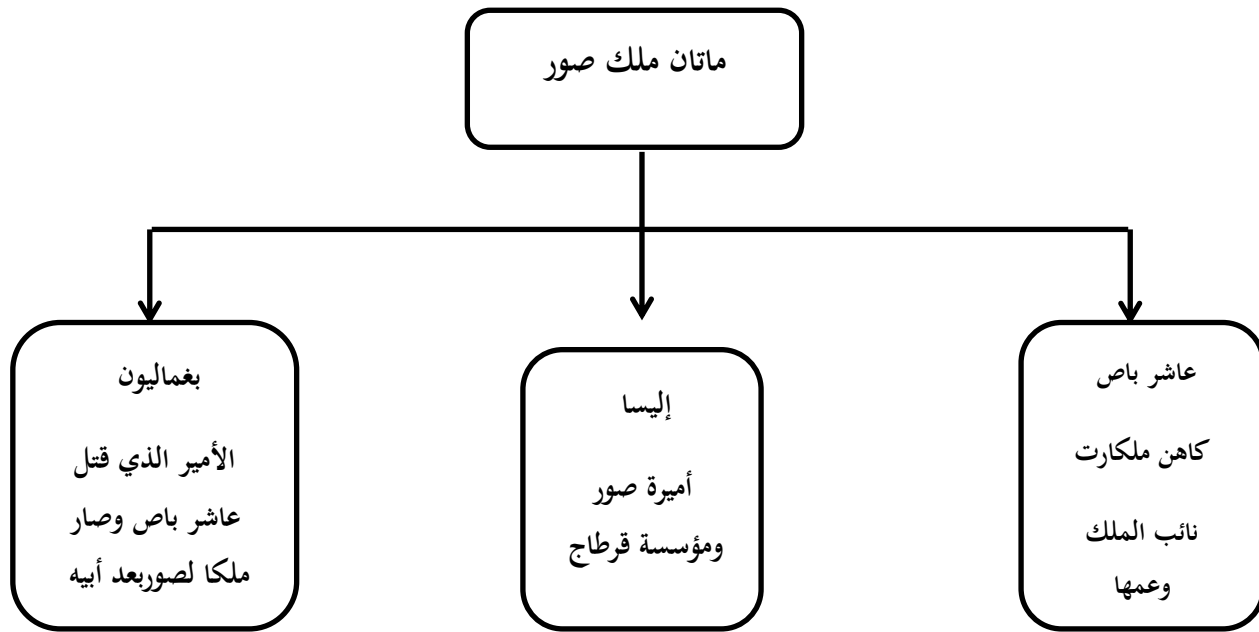 ماتان ملك صور
عاشر باص
كاهن ملكارت
نائب الملك
وعمها
إليسا
أميرة صور
ومؤسسة قرطاج
بغماليون
الأمير الذي قتل
عاشر باص وصار
ملكا لصوربعد أبيه